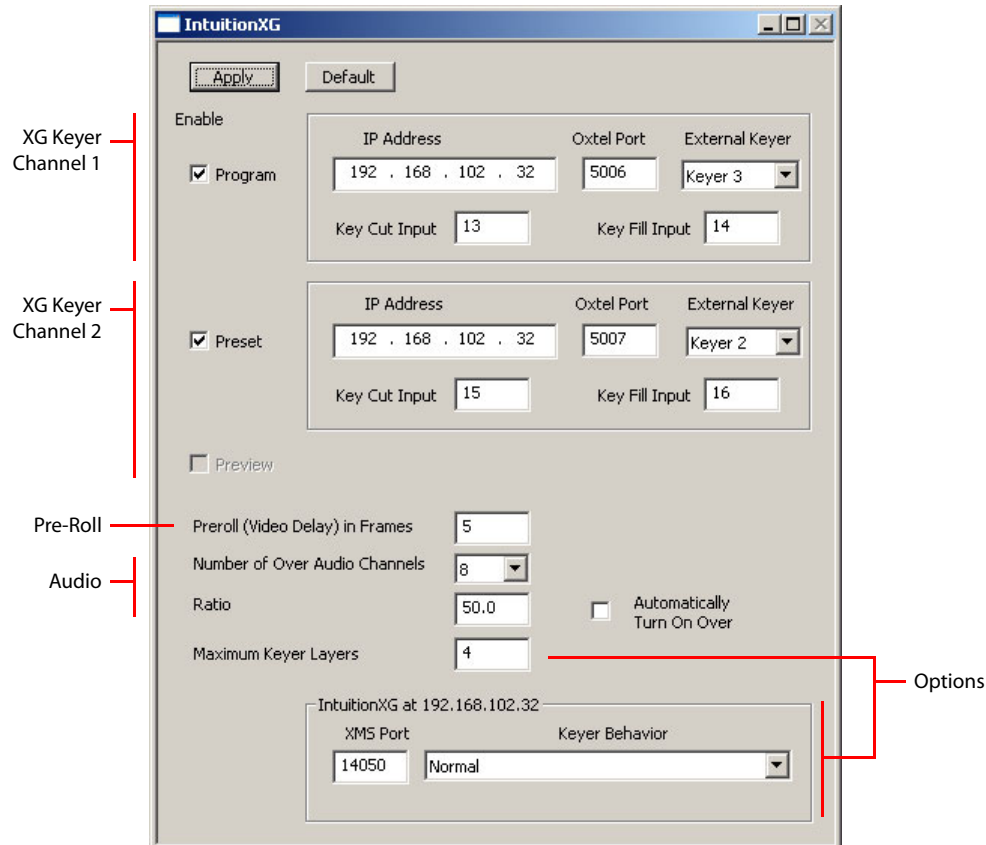 IntuitionXG
Apply Default
Enable
XG Keyer
Channel 1
IP Address Oxtel Port External Keyer
Program 192 . 168 . 102 . 32 5006 Keyer 3
Key Cut Input 13 Key Fill Input 14
XG Keyer
Channel 2
IP Address Oxtel Port External Keyer
Preset 192 . 168 . 102 . 32 5007 Keyer 2
Key Cut Input 15 Key Fill Input 16
Preview
Pre-Roll
Preroll (Video Delay) in Frames 5
Audio
Number of Over Audio Channels 8
Ratio 50.0 Automatically
Turn On Over
Maximum Keyer Layers 4
Options
IntuitionXG at 192.168.102.32
XMS Port Keyer Behavior
14050 Normal